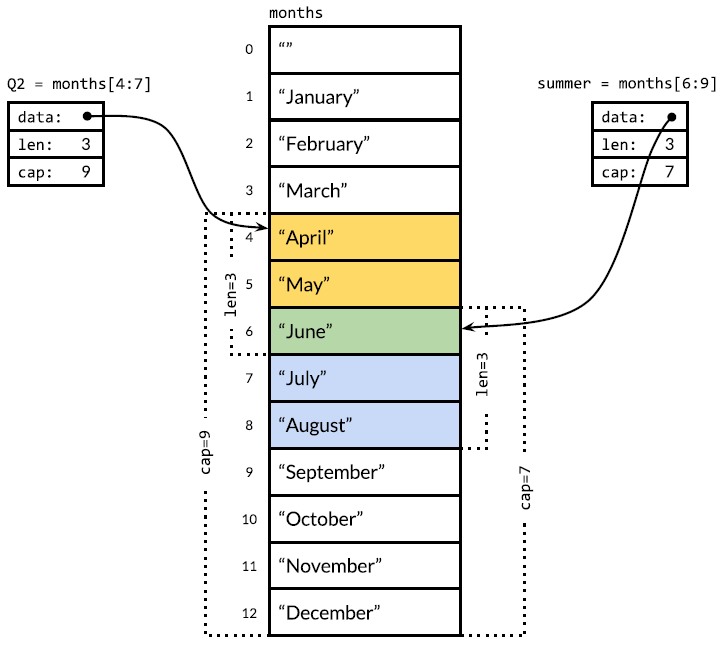 months
Q2 = months[4:7]
data:
len: 3
cap: 9
summer = months[6:9]
data:
len: 3
cap: 7
0 “”
1 “January”
2 “February”
3 “March”
4 “April”
5 “May”
6 “June”
7 “July”
8 “August”
9 “September”
10 “October”
11 “November”
12 “December”
len=3
cap=9
len=3
cap=7